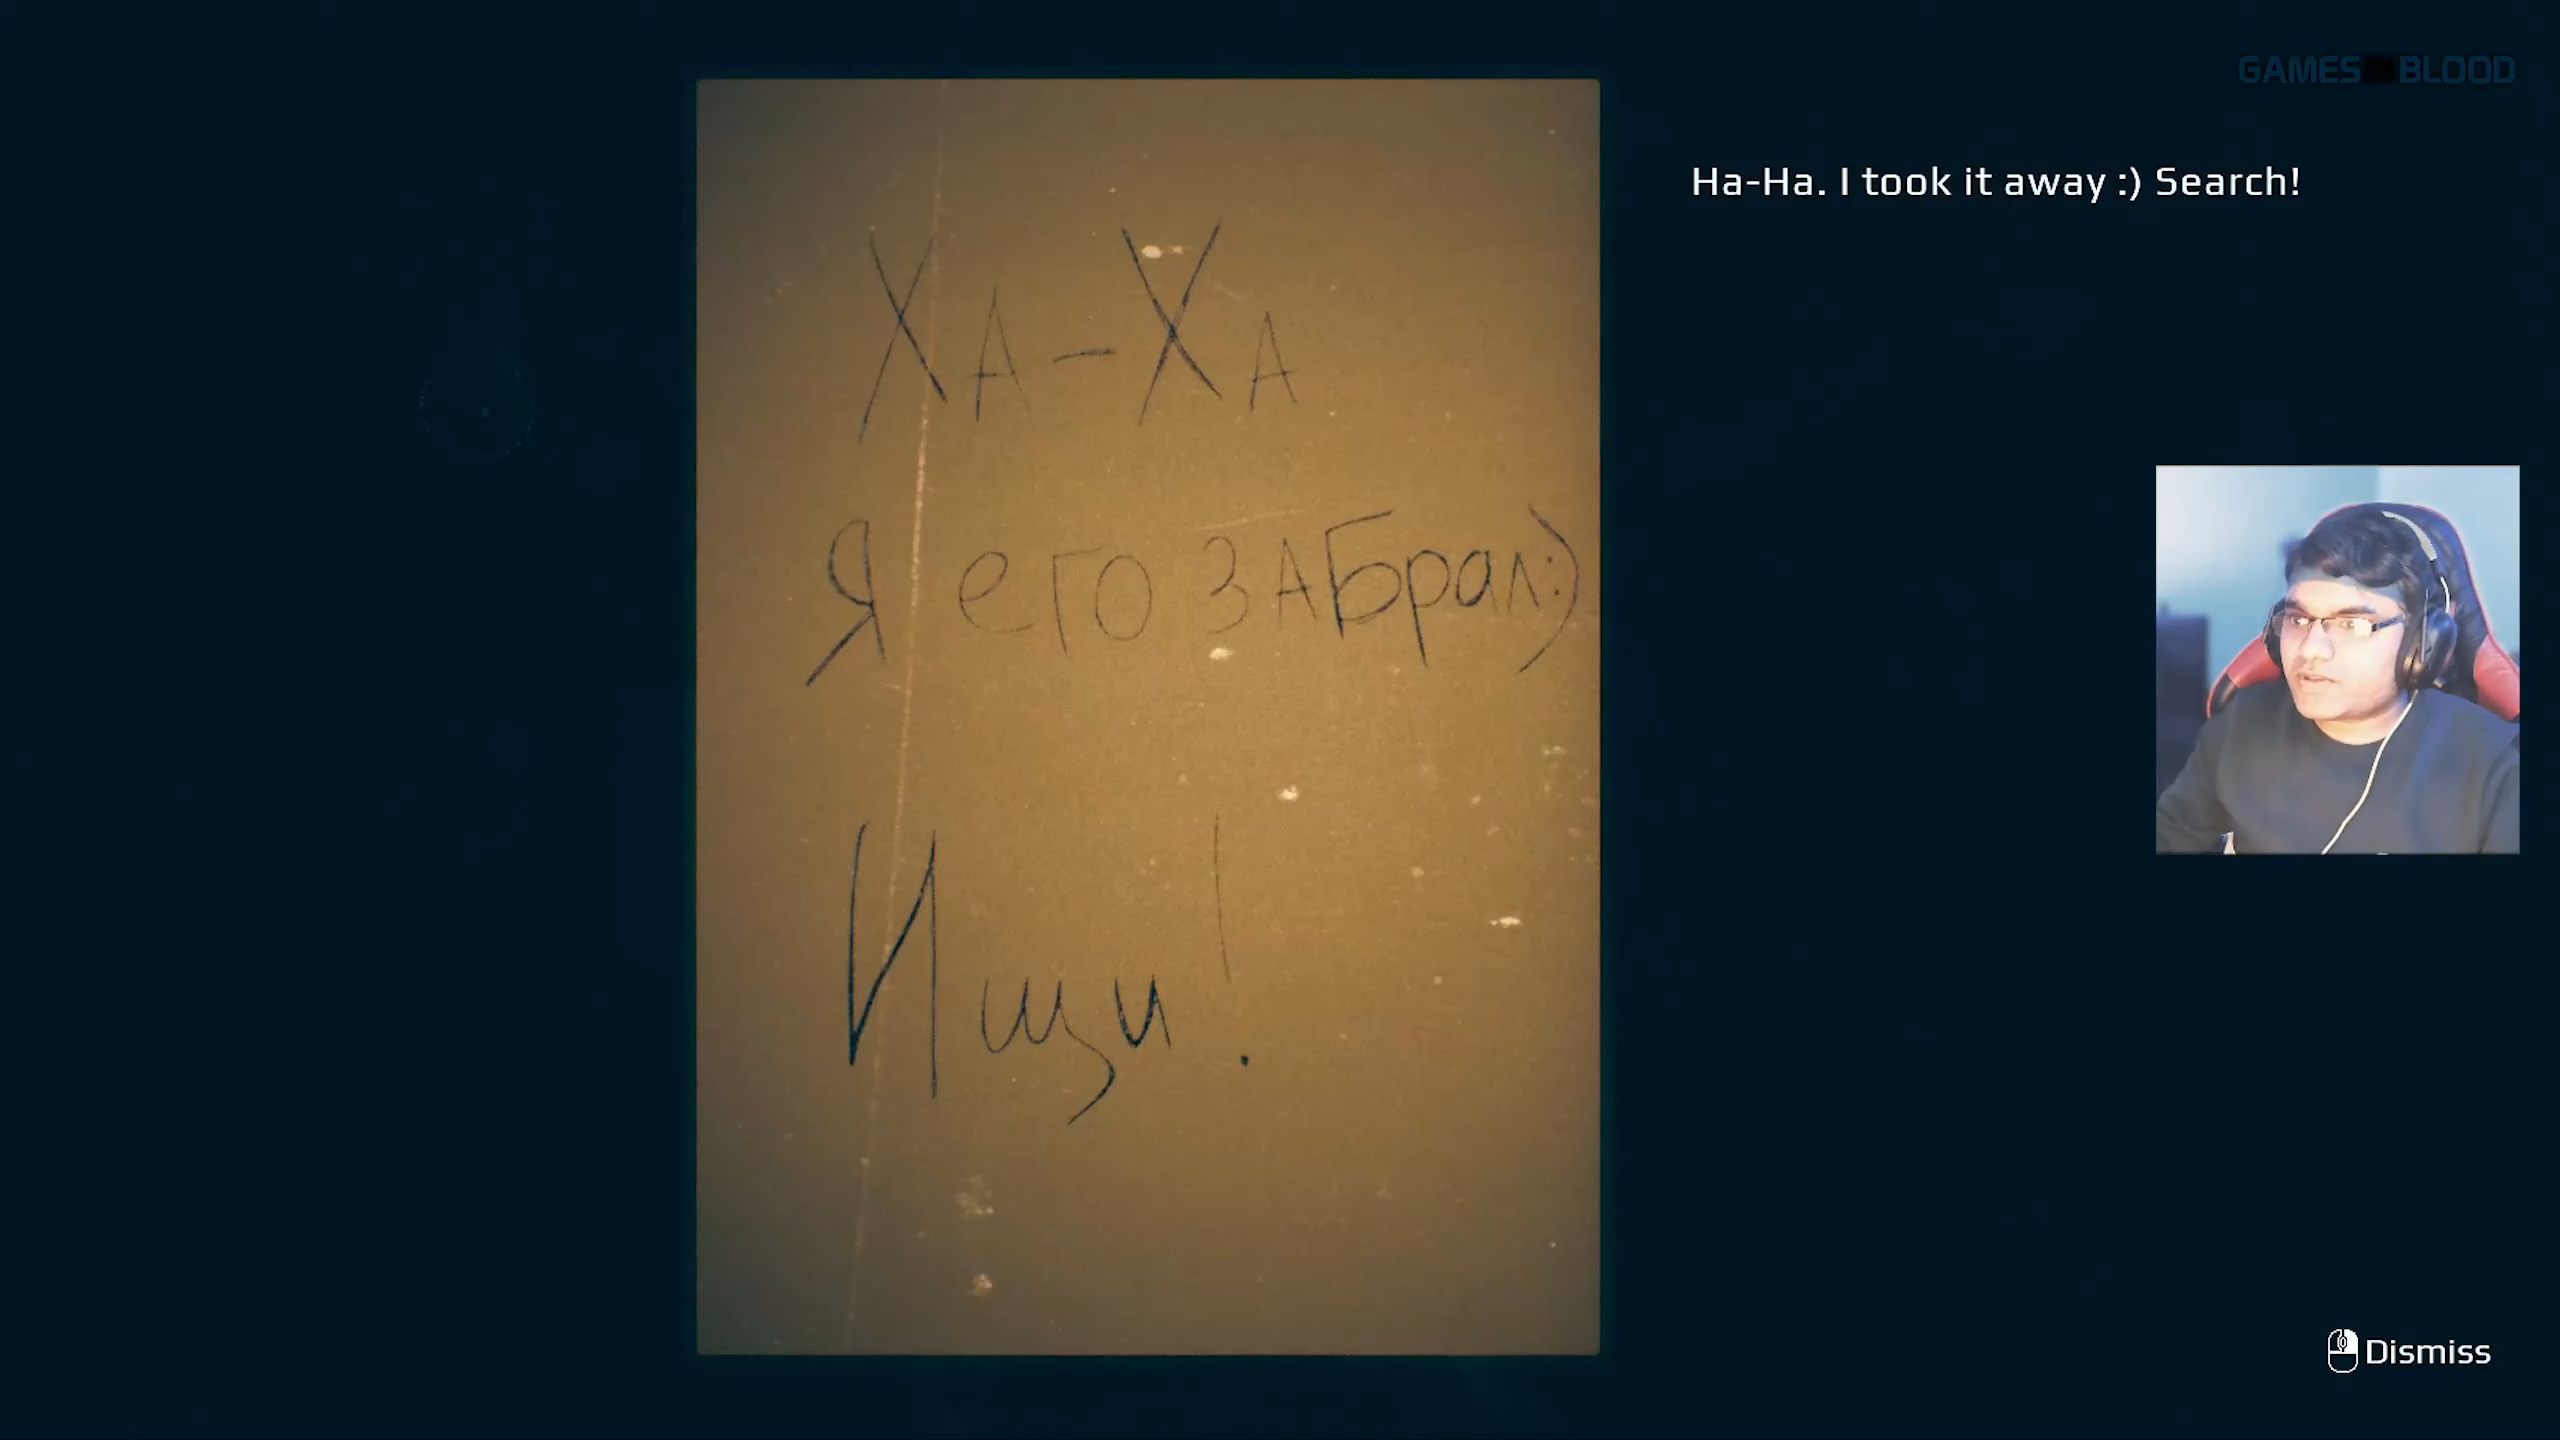 GAMES BLOOD
Ha-Ha. I took it away :) Search!
Ха-Ха
Я его забрал:)
Ищи!
Dismiss